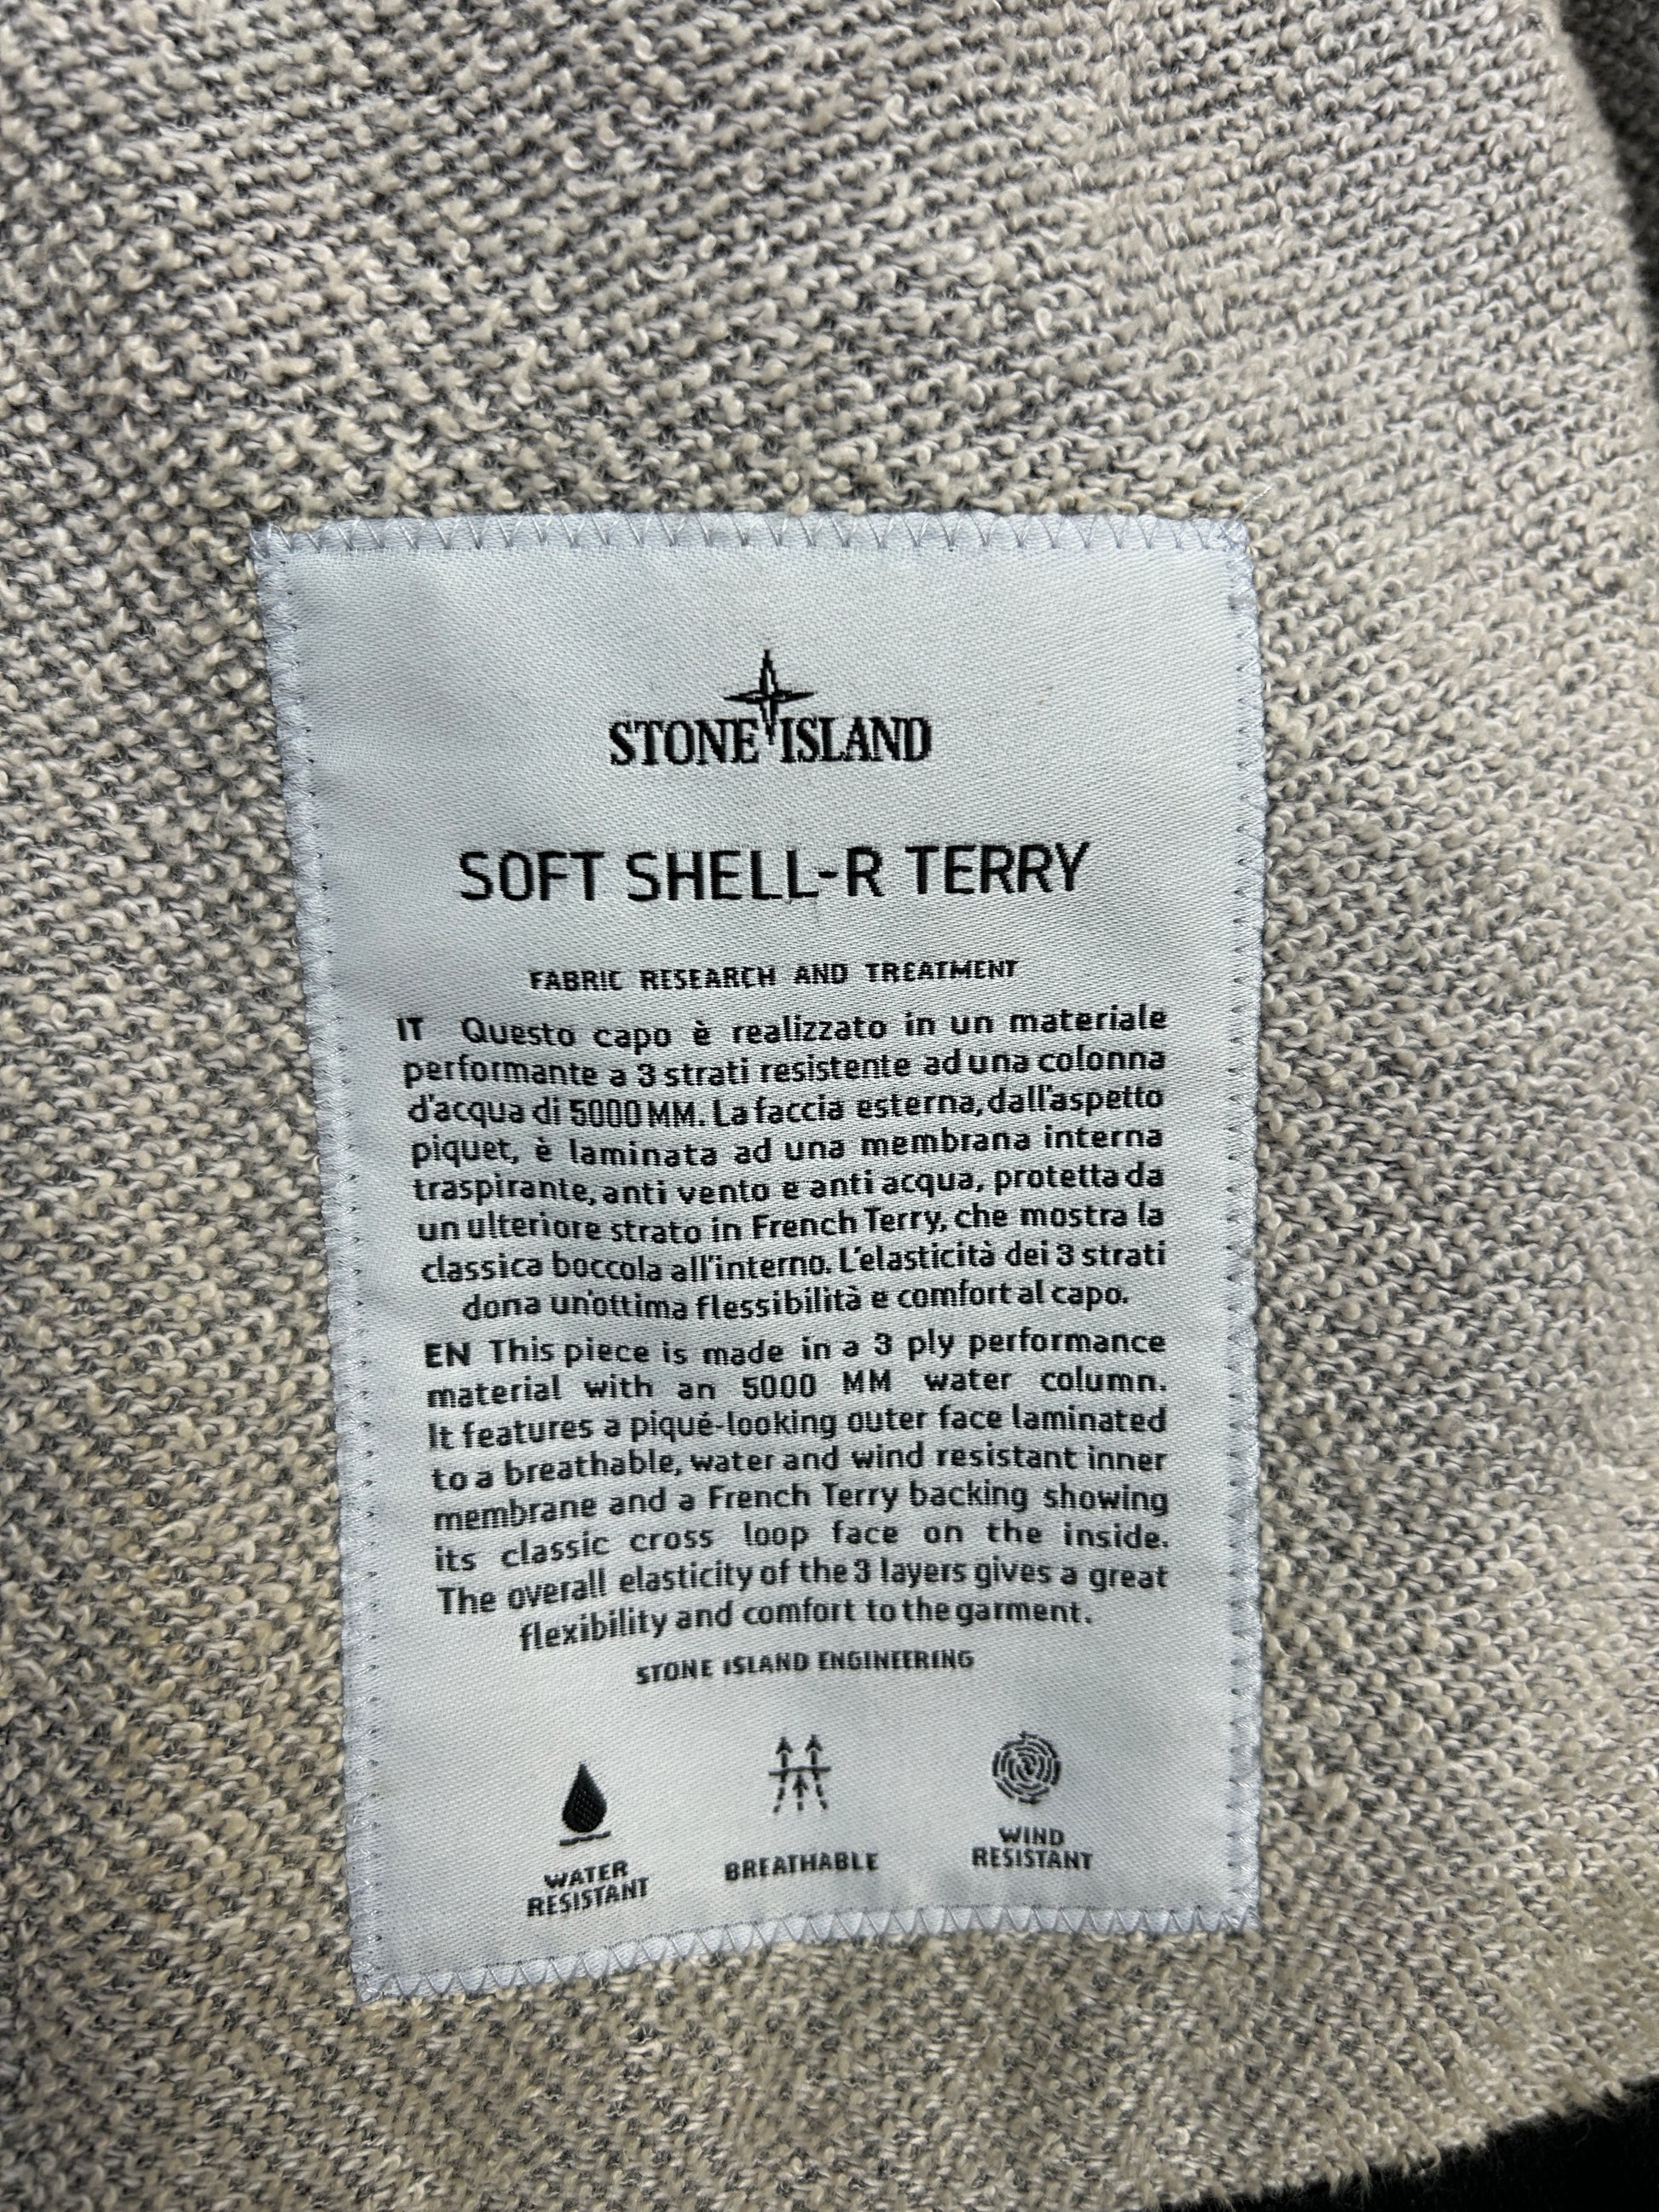 STONE ISLAND
SOFT SHELL-R TERRY
FABRIC RESEARCH AND TREATMENT
IT Questo capo è realizzato in un materiale
performante a 3 strati resistente ad una colonna
d'acqua di 5000 MM. La faccia esterna, dall'aspetto
piquet, è laminata ad una membrana interna
traspirante, anti vento e anti acqua, protetta da
un ulteriore strato in French Terry, che mostra la
classica boccola all'interno. L'elasticità dei 3 strati
dona un'ottima flessibilità e comfort al capo.
EN This piece is made in a 3 ply performance
material with an 5000 MM water column.
It features a piqué-looking outer face laminated
to a breathable, water and wind resistant inner
membrane and a French Terry backing showing
its classic cross loop face on the inside.
The overall elasticity of the 3 layers gives a great
flexibility and comfort to the garment.
STONE ISLAND ENGINEERING
WATER
RESISTANT
BREATHABLE
WIND
RESISTANT